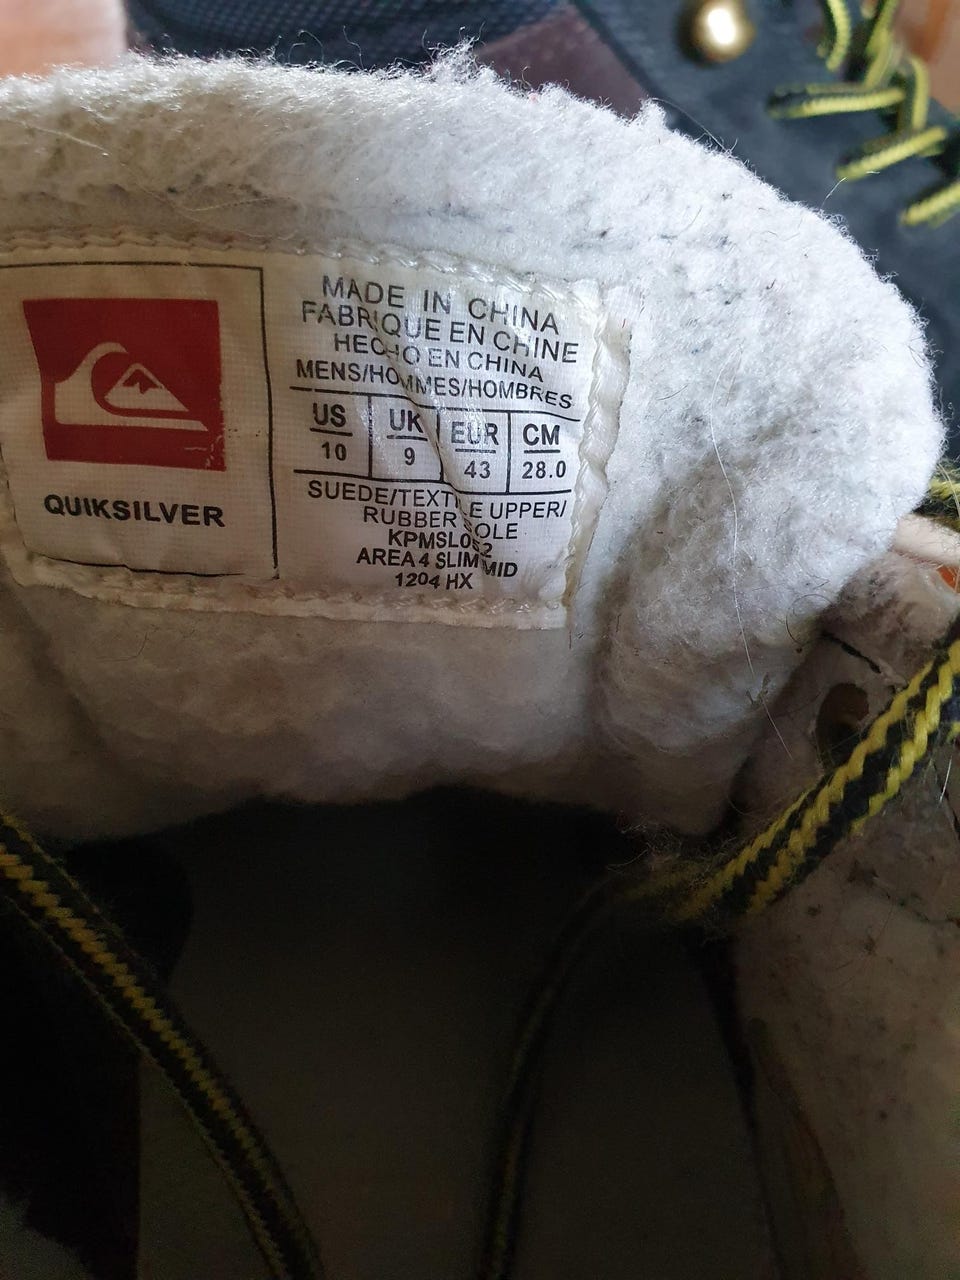 MADE IN CHINA
FABRIQUE EN CHINE
HECHO EN CHINA
MENS/HOMMES/HOMBRES
US UK EUR CM
10 9 43 28.0
SUEDE/TEXTILE UPPER/
RUBBER SOLE
KPMSL052
AREA 4 SLIM MID
1204 HX
QUIKSILVER